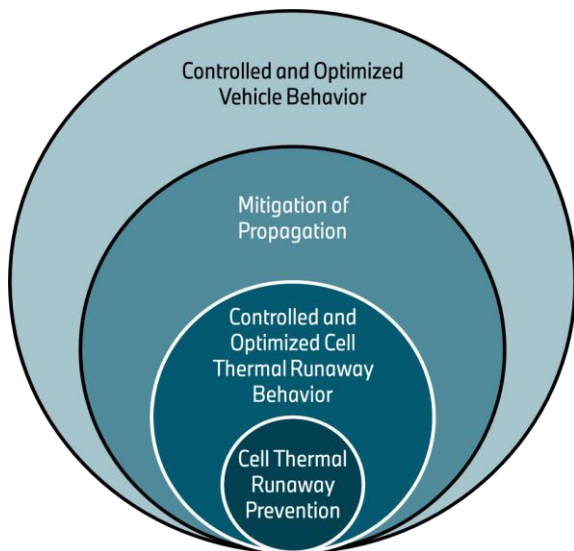 Controlled and Optimized
Vehicle Behavior
Mitigation of
Propagation
Controlled and
Optimized Cell
Thermal Runaway
Behavior
Cell Thermal
Runaway
Prevention